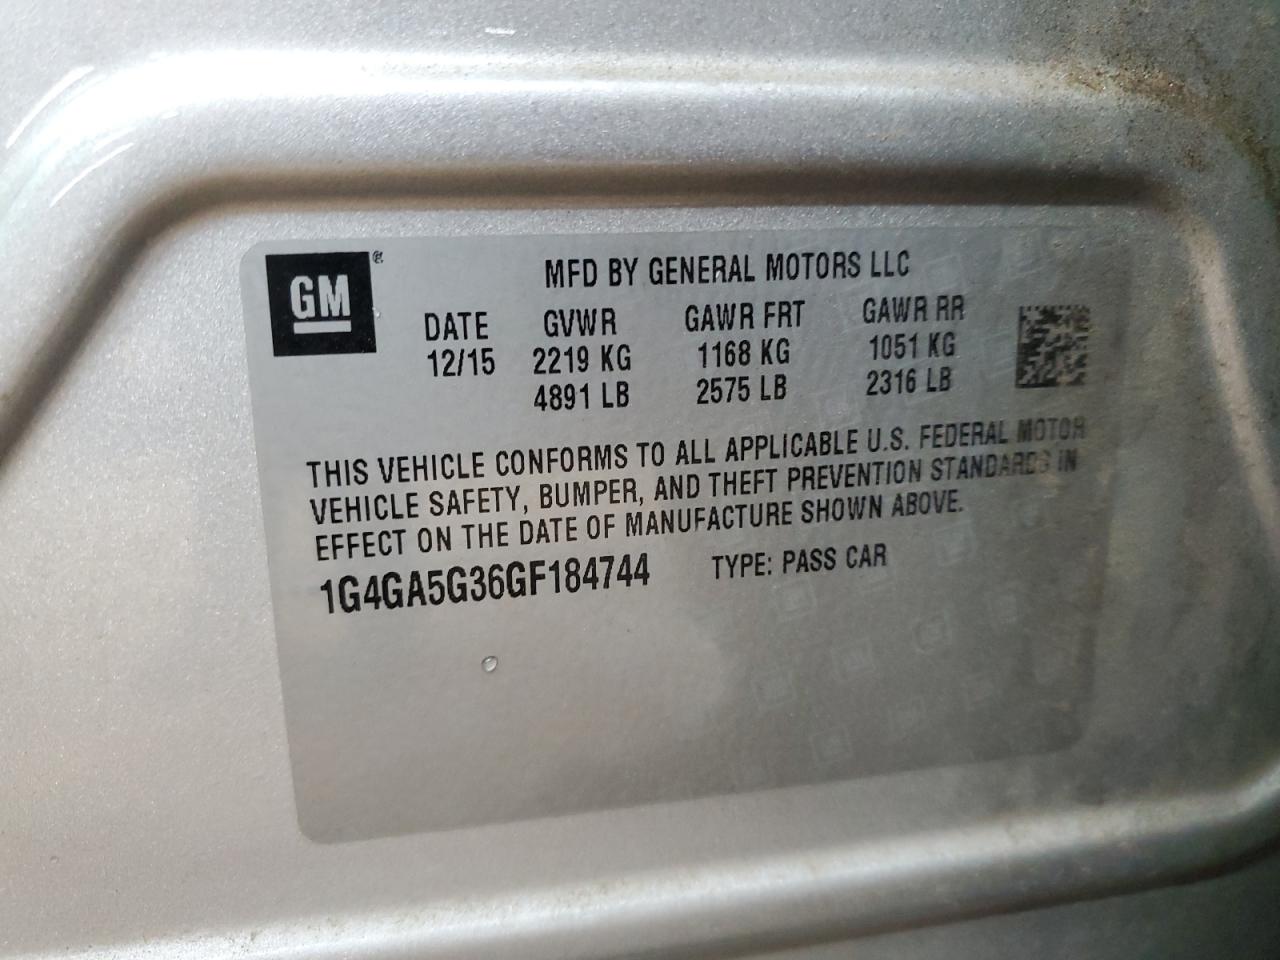 GM®
MFD BY GENERAL MOTORS LLC
DATE GVWR GAWR FRT GAWR RR
12/15 2219 KG 1168 KG 1051 KG
4891 LB 2575 LB 2316 LB
THIS VEHICLE CONFORMS TO ALL APPLICABLE U.S. FEDERAL MOTOR
VEHICLE SAFETY, BUMPER, AND THEFT PREVENTION STANDARDS IN
EFFECT ON THE DATE OF MANUFACTURE SHOWN ABOVE.
1G4GA5G36GF184744 TYPE: PASS CAR